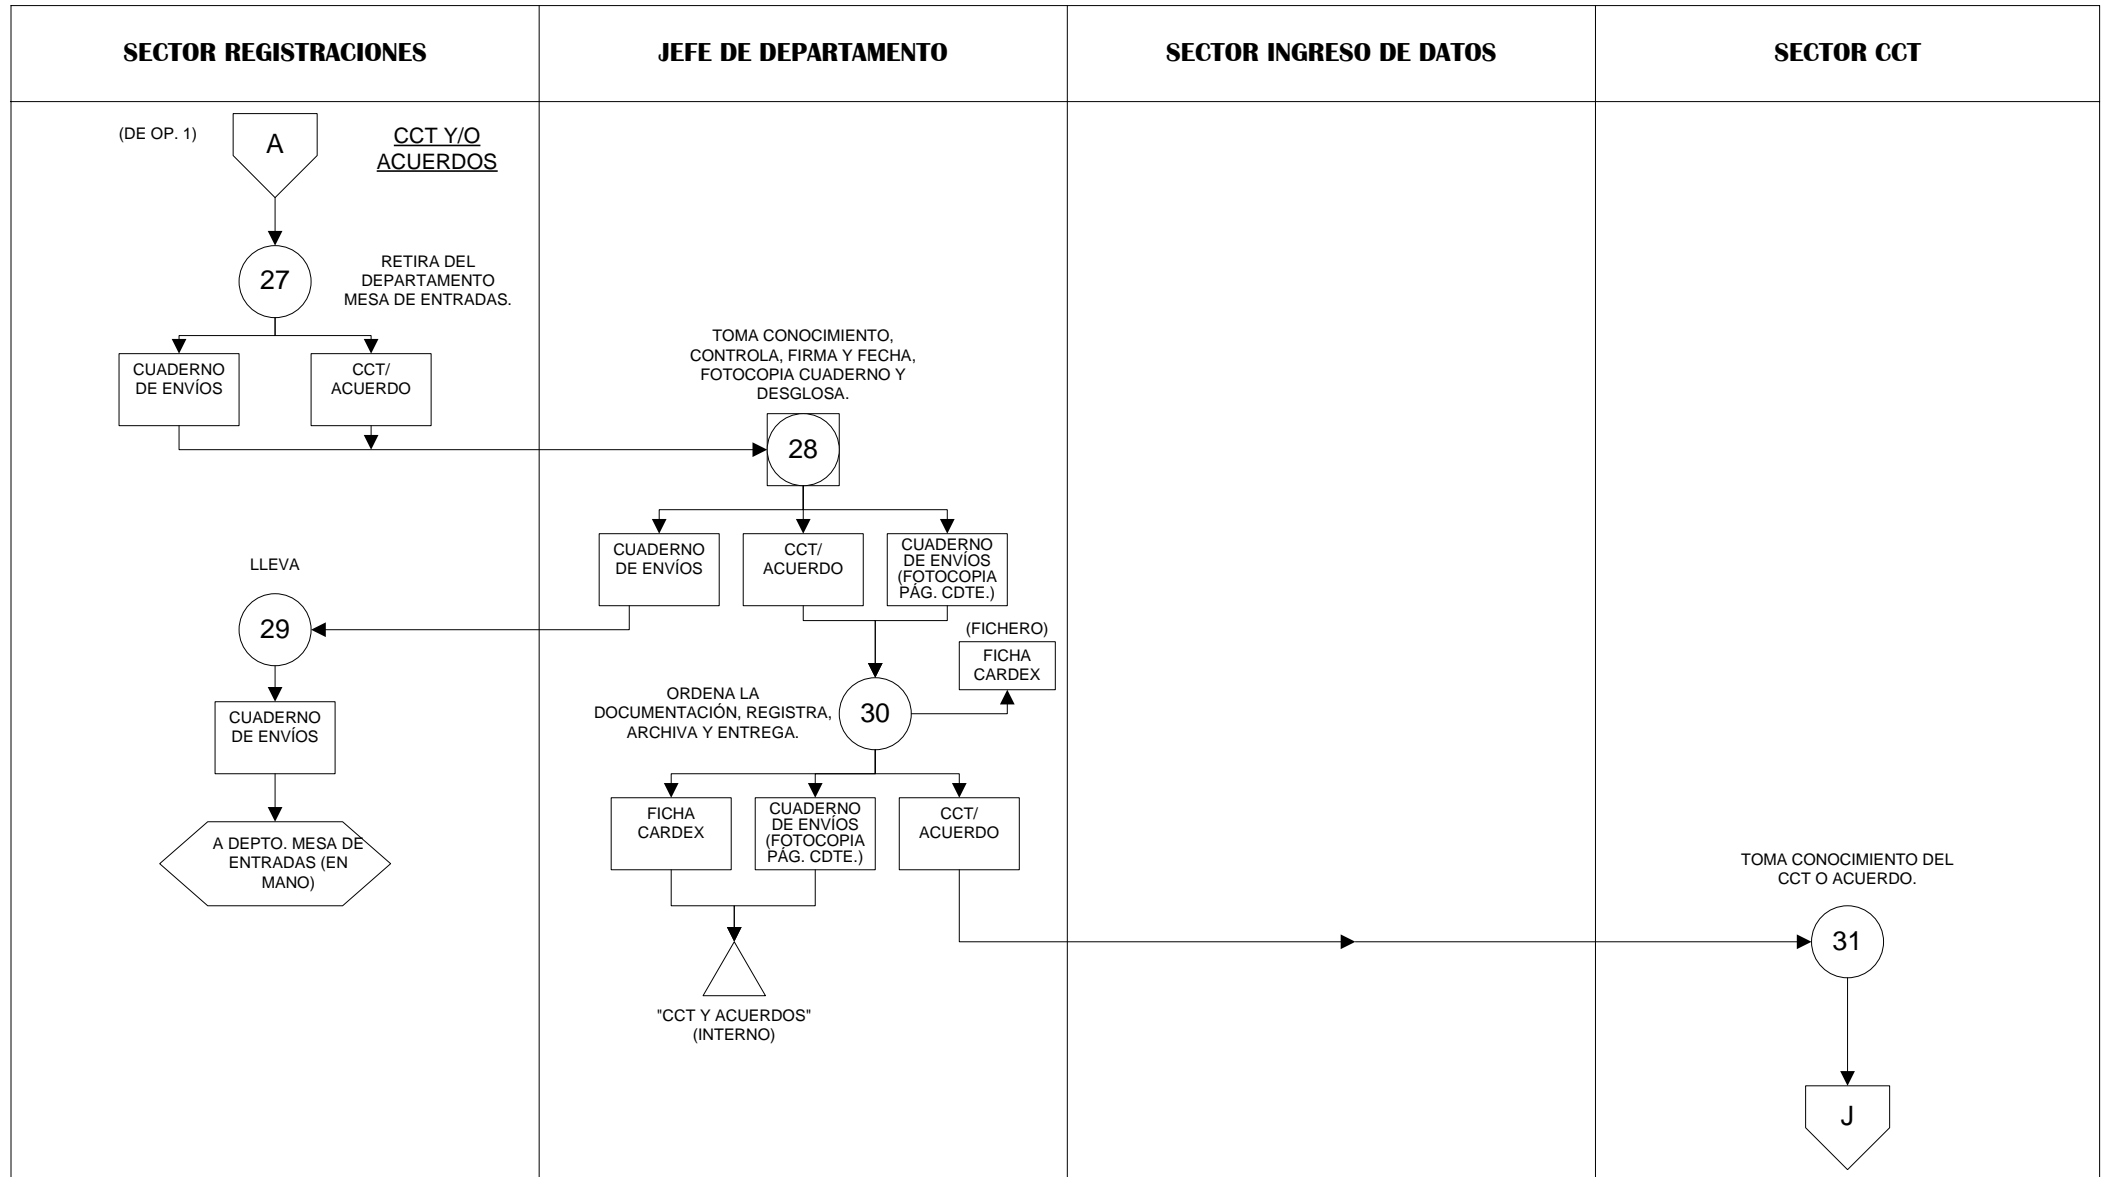 SECTOR REGISTRACIONES
JEFE DE DEPARTAMENTO
SECTOR INGRESO DE DATOS
SECTOR CCT
(DE OP. 1)
A
CCT Y/O
ACUERDOS
27
RETIRA DEL
DEPARTAMENTO
MESA DE ENTRADAS.
CUADERNO
DE ENVÍOS
CCT/
ACUERDO
TOMA CONOCIMIENTO,
CONTROLA, FIRMA Y FECHA,
FOTOCOPIA CUADERNO Y
DESGLOSA.
28
CUADERNO
DE ENVÍOS
CCT/
ACUERDO
CUADERNO
DE ENVÍOS
(FOTOCOPIA
PÁG. CDTE.)
LLEVA
29
CUADERNO
DE ENVÍOS
A DEPTO. MESA DE
ENTRADAS (EN
MANO)
(FICHERO)
FICHA
CARDEX
ORDENA LA
DOCUMENTACIÓN, REGISTRA,
ARCHIVA Y ENTREGA.
30
FICHA
CARDEX
CUADERNO
DE ENVÍOS
(FOTOCOPIA
PÁG. CDTE.)
CCT/
ACUERDO
"CCT Y ACUERDOS"
(INTERNO)
TOMA CONOCIMIENTO DEL
CCT O ACUERDO.
31
J